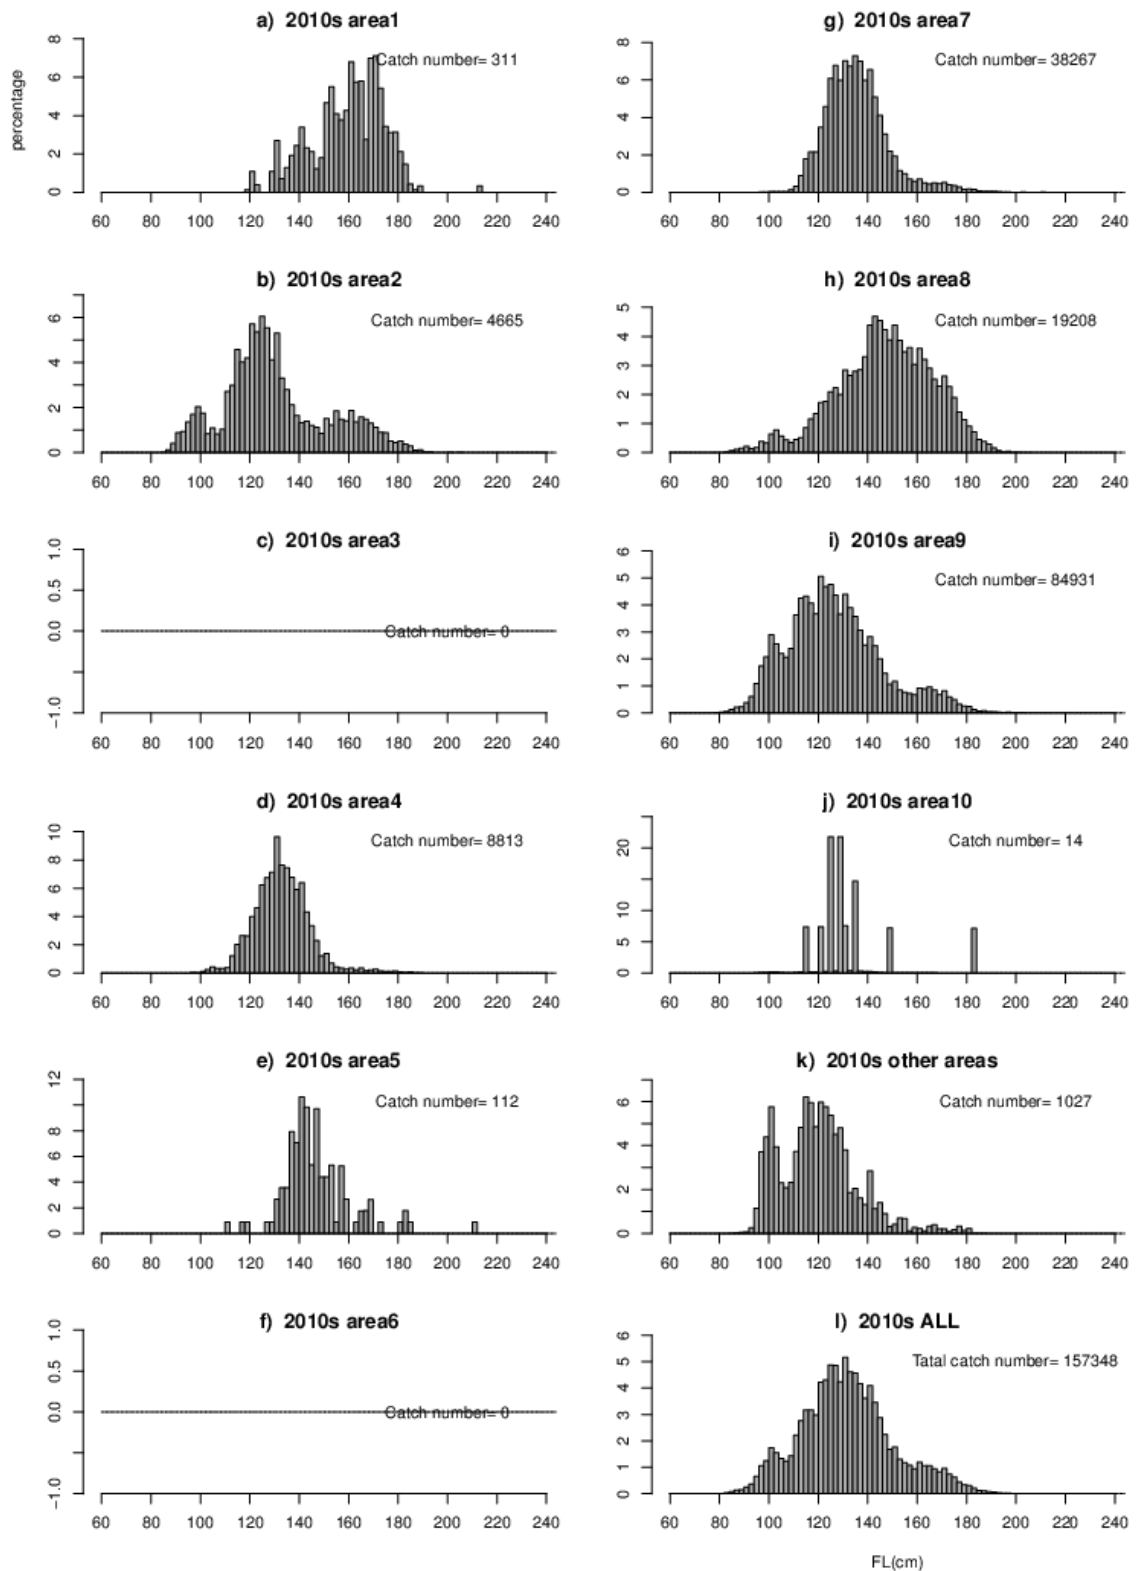 a) 2010s area1
percentage
0 2 4 6 8
Catch number= 311
60 80 100 120 140 160 180 200 220 240
b) 2010s area2
0 2 4 6
Catch number= 4665
60 80 100 120 140 160 180 200 220 240
c) 2010s area3
−1.0 0.0 0.5 1.0
Catch number= 0
60 80 100 120 140 160 180 200 220 240
d) 2010s area4
0 2 4 6 8 10
Catch number= 8813
60 80 100 120 140 160 180 200 220 240
e) 2010s area5
0 2 4 6 8 12
Catch number= 112
60 80 100 120 140 160 180 200 220 240
f) 2010s area6
−1.0 0.0 0.5 1.0
Catch number= 0
60 80 100 120 140 160 180 200 220 240
g) 2010s area7
0 2 4 6 8
Catch number= 38267
60 80 100 120 140 160 180 200 220 240
h) 2010s area8
0 1 2 3 4 5
Catch number= 19208
60 80 100 120 140 160 180 200 220 240
i) 2010s area9
0 1 2 3 4 5 6
Catch number= 84931
60 80 100 120 140 160 180 200 220 240
j) 2010s area10
0 5 10 20
Catch number= 14
60 80 100 120 140 160 180 200 220 240
k) 2010s other areas
0 2 4 6
Catch number= 1027
60 80 100 120 140 160 180 200 220 240
l) 2010s ALL
0 1 2 3 4 5 6
Tatal catch number= 157348
60 80 100 120 140 160 180 200 220 240
FL(cm)